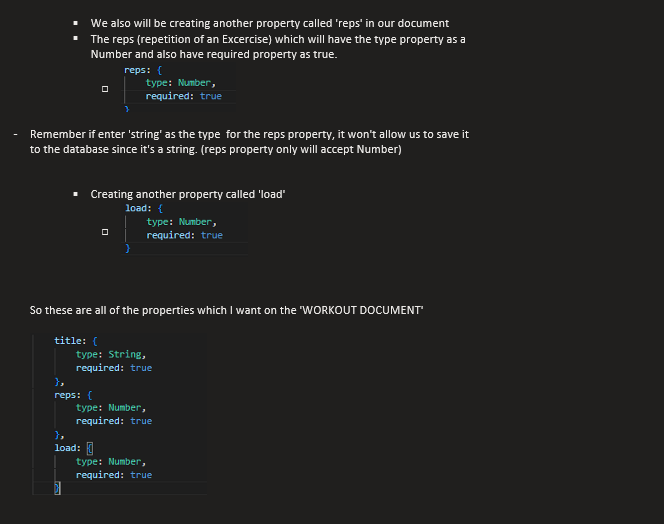 We also will be creating another property called 'reps' in our document
The reps (repetition of an Excercise) which will have the type property as a
Number and also have required property as true.
reps: {
type: Number,
required: true
}
- Remember if enter 'string' as the type for the reps property, it won't allow us to save it
to the database since it's a string. (reps property only will accept Number)
Creating another property called 'load'
load: {
type: Number,
required: true
}
So these are all of the properties which I want on the 'WORKOUT DOCUMENT'
title: {
type: String,
required: true
},
reps: {
type: Number,
required: true
},
load: {
type: Number,
required: true
}